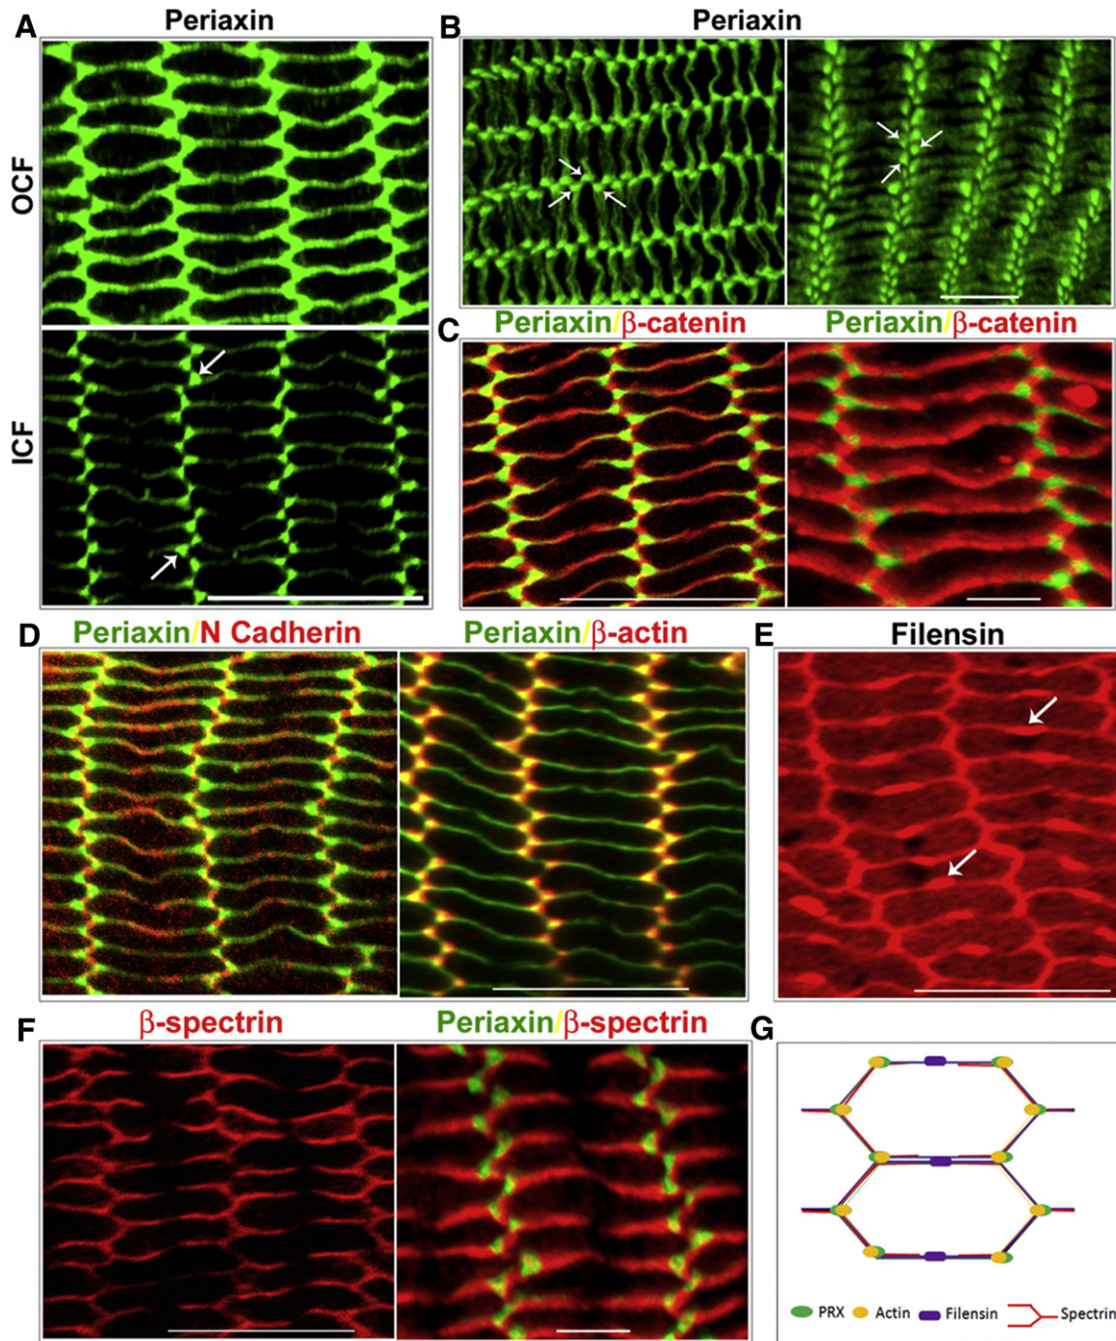 A Periaxin
B Periaxin
OCF
ICF
C Periaxin/β-catenin Periaxin/β-catenin
D Periaxin/N Cadherin Periaxin/β-actin
E Filensin
F β-spectrin Periaxin/β-spectrin
G
PRX Actin Filensin Spectrin